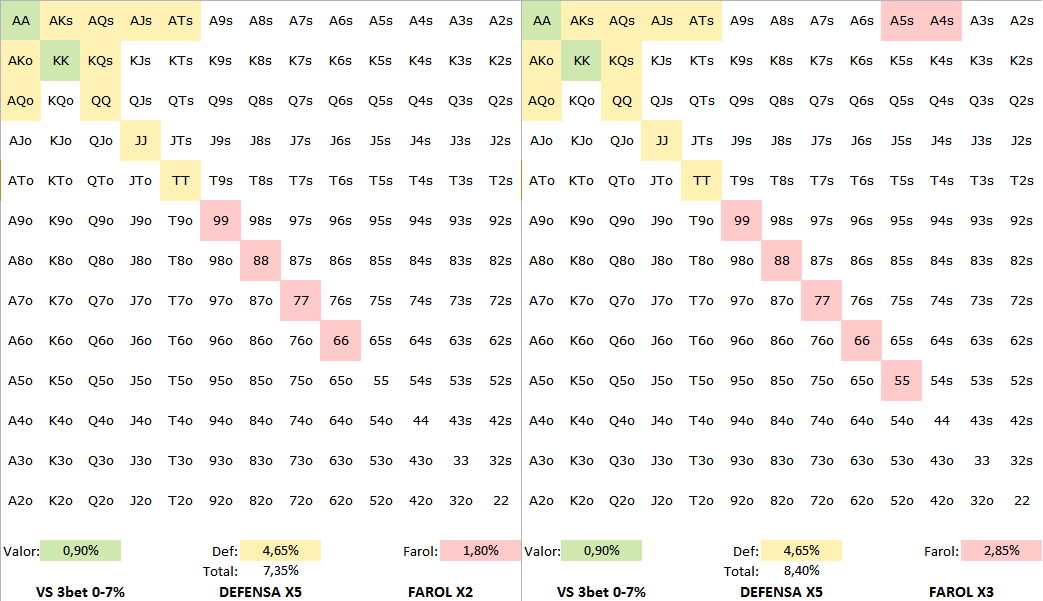 AA AKs AQs AJs ATs A9s A8s A7s A6s A5s A4s A3s A2s AA AKs AQs AJs ATs A9s A8s A7s A6s A5s A4s A3s A2s
AKo KK KQs KJs KTs K9s K8s K7s K6s K5s K4s K3s K2s AKo KK KQs KJs KTs K9s K8s K7s K6s K5s K4s K3s K2s
AQo KQo QQ QJs QTs Q9s Q8s Q7s Q6s Q5s Q4s Q3s Q2s AQo KQo QQ QJs QTs Q9s Q8s Q7s Q6s Q5s Q4s Q3s Q2s
AJo KJo QJo JJ JTs J9s J8s J7s J6s J5s J4s J3s J2s AJo KJo QJo JJ JTs J9s J8s J7s J6s J5s J4s J3s J2s
ATo KTo QTo JTo TT T9s T8s T7s T6s T5s T4s T3s T2s ATo KTo QTo JTo TT T9s T8s T7s T6s T5s T4s T3s T2s
A9o K9o Q9o J9o T9o 99 98s 97s 96s 95s 94s 93s 92s A9o K9o Q9o J9o T9o 99 98s 97s 96s 95s 94s 93s 92s
A8o K8o Q8o J8o T8o 98o 88 87s 86s 85s 84s 83s 82s A8o K8o Q8o J8o T8o 98o 88 87s 86s 85s 84s 83s 82s
A7o K7o Q7o J7o T7o 97o 87o 77 76s 75s 74s 73s 72s A7o K7o Q7o J7o T7o 97o 87o 77 76s 75s 74s 73s 72s
A6o K6o Q6o J6o T6o 96o 86o 76o 66 65s 64s 63s 62s A6o K6o Q6o J6o T6o 96o 86o 76o 66 65s 64s 63s 62s
A5o K5o Q5o J5o T5o 95o 85o 75o 65o 55 54s 53s 52s A5o K5o Q5o J5o T5o 95o 85o 75o 65o 55 54s 53s 52s
A4o K4o Q4o J4o T4o 94o 84o 74o 64o 54o 44 43s 42s A4o K4o Q4o J4o T4o 94o 84o 74o 64o 54o 44 43s 42s
A3o K3o Q3o J3o T3o 93o 83o 73o 63o 53o 43o 33 32s A3o K3o Q3o J3o T3o 93o 83o 73o 63o 53o 43o 33 32s
A2o K2o Q2o J2o T2o 92o 82o 72o 62o 52o 42o 32o 22 A2o K2o Q2o J2o T2o 92o 82o 72o 62o 52o 42o 32o 22
Valor: 0,90% Def: 4,65% Farol: 1,80% Valor: 0,90% Def: 4,65% Farol: 2,85%
Total: 7,35% Total: 8,40%
VS 3bet 0-7% DEFENSA X5 FAROL X2 VS 3bet 0-7% DEFENSA X5 FAROL X3